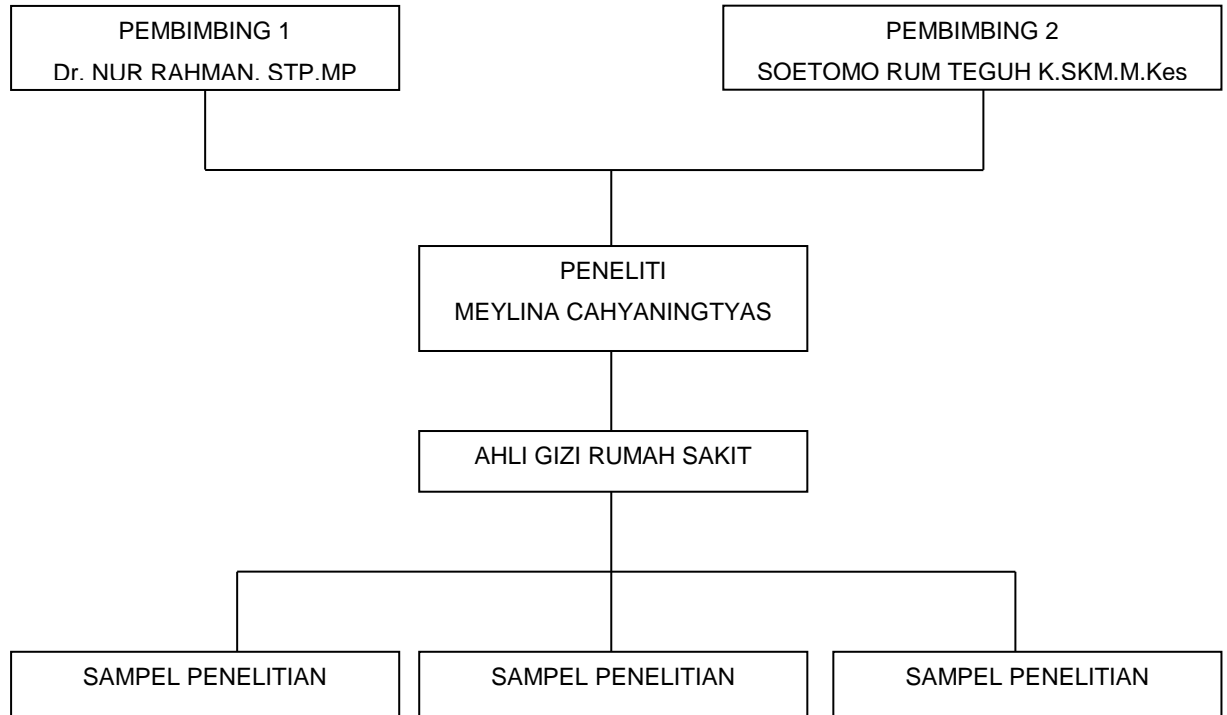 PEMBIMBING 1
Dr. NUR RAHMAN. STP.MP
PEMBIMBING 2
SOETOMO RUM TEGUH K.SKM.M.Kes
PENELITI
MEYLINA CAHYANINGTYAS
AHLI GIZI RUMAH SAKIT
SAMPEL PENELITIAN
SAMPEL PENELITIAN
SAMPEL PENELITIAN